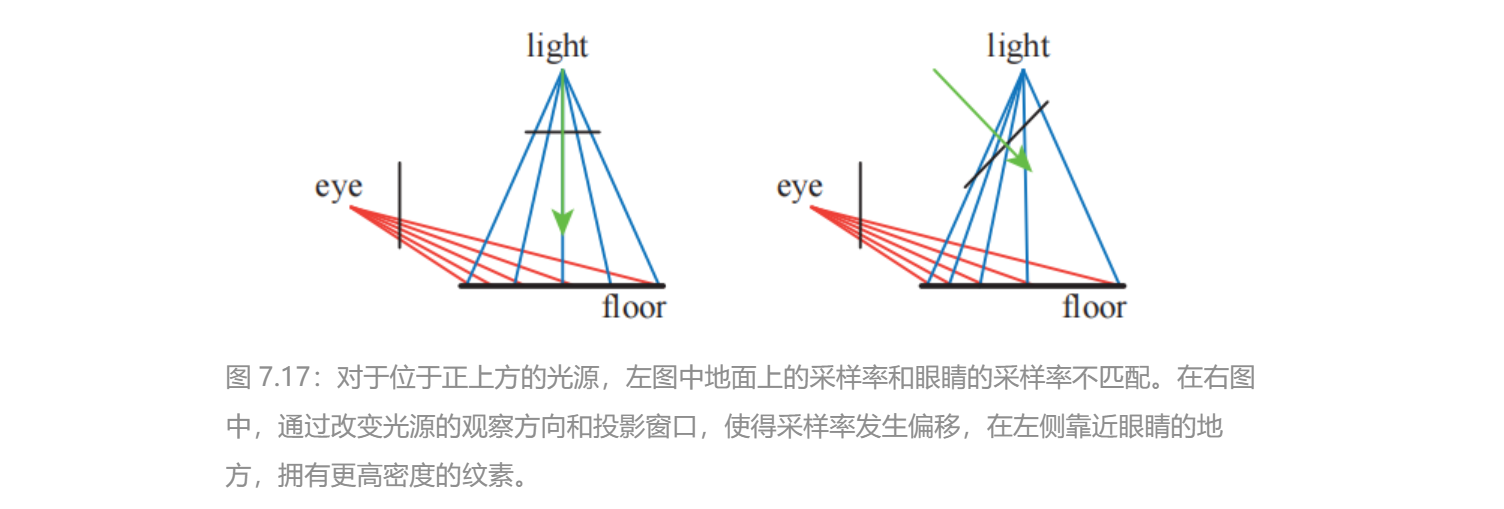 light light
eye eye
floor floor
图 7.17：对于位于正上方的光源，左图中地面上的采样率和眼睛的采样率不匹配。在右图
中，通过改变光源的观察方向和投影窗口，使得采样率发生偏移，在左侧靠近眼睛的地
方，拥有更高密度的纹素。